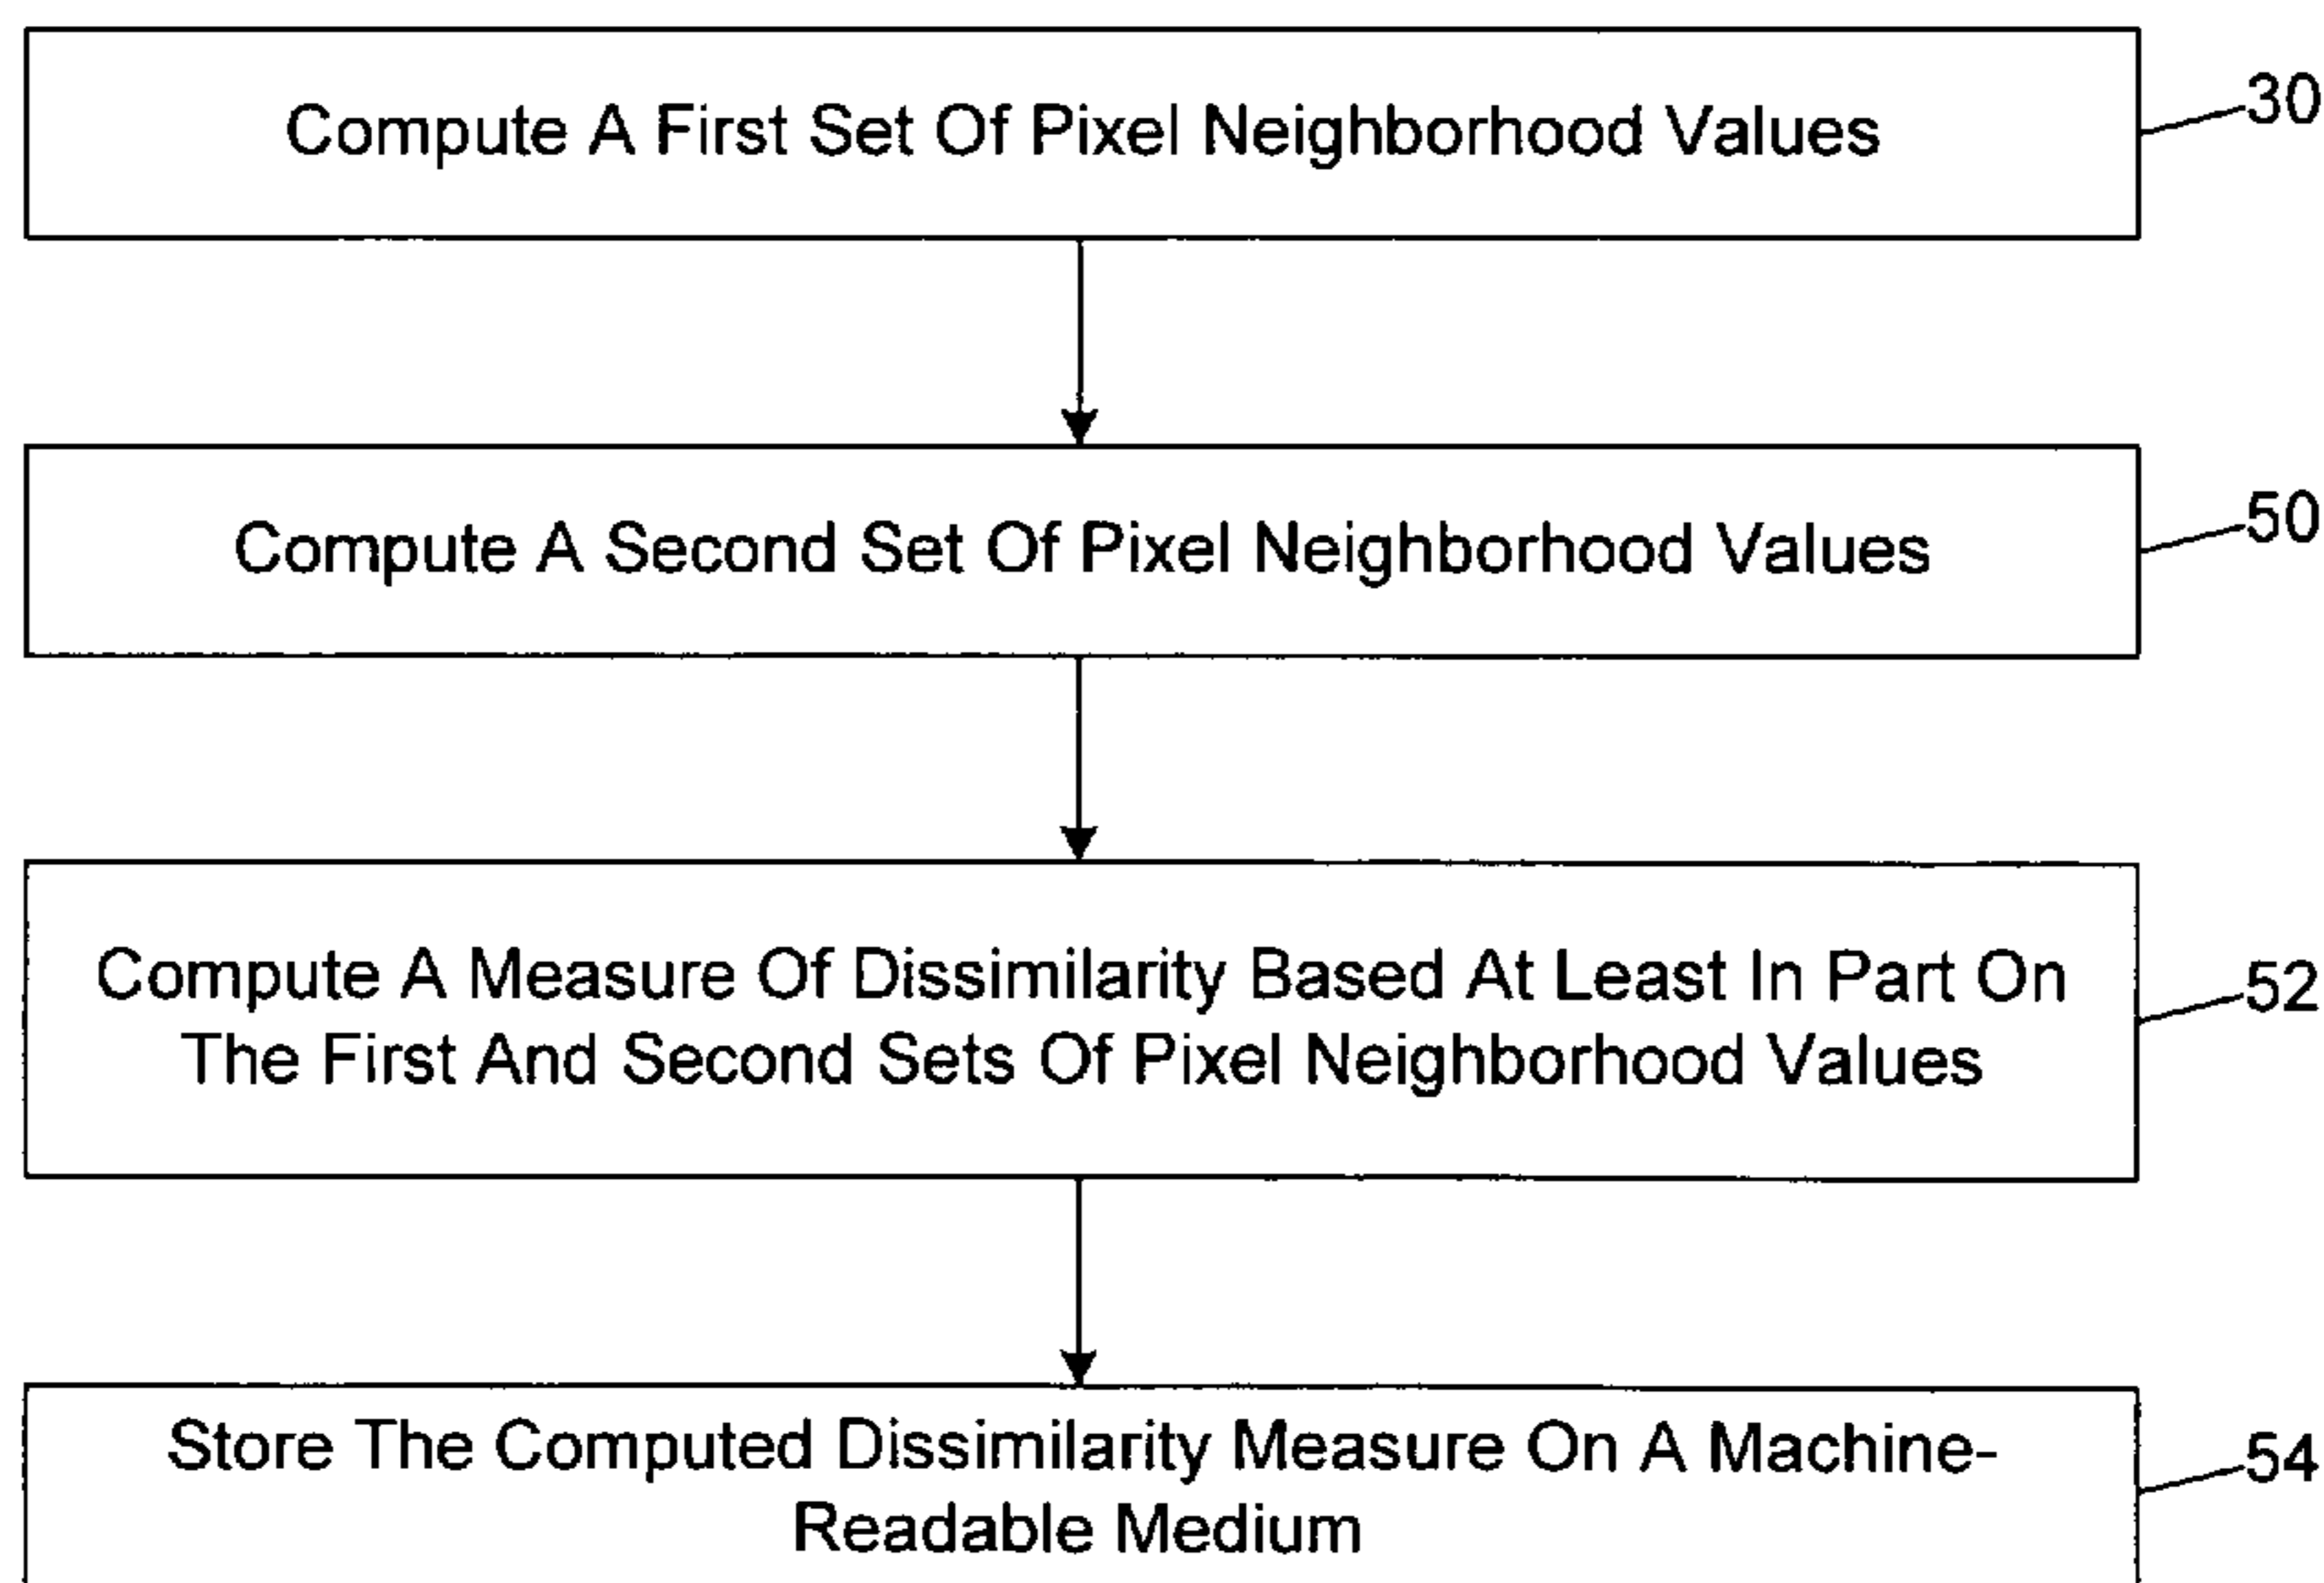 Compute A First Set Of Pixel Neighborhood Values
30
Compute A Second Set Of Pixel Neighborhood Values
50
Compute A Measure Of Dissimilarity Based At Least In Part On
The First And Second Sets Of Pixel Neighborhood Values
52
Store The Computed Dissimilarity Measure On A Machine-
Readable Medium
54